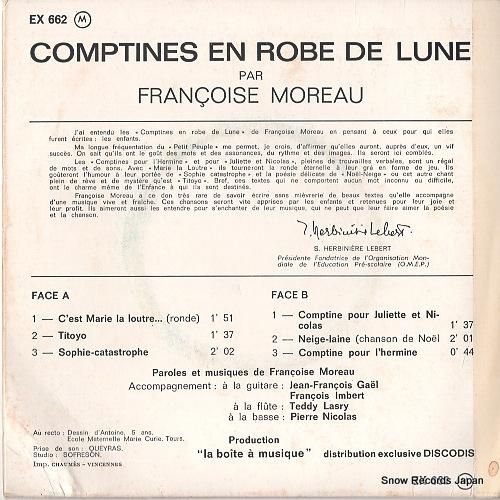 EX 662 M
COMPTINES EN ROBE DE LUNE
PAR
FRANÇOISE MOREAU
J'ai entendu les « Comptines en robe de Lune » de Françoise Moreau en pensant à ceux pour qui elles
furent écrites : les enfants.
Ma longue fréquentation du « Petit Peuple » me permet, je crois, d'affirmer qu'elles auront, auprès d'eux, un vif
succès. On sait qu'ils ont le goût des mots et des assonances, du rythme et des images. Ils seront ici comblés.
Les « Comptines pour l'Hermine » et pour « Juliette et Nicolas », pleines de trouvailles verbales, sont un régal
de mots et de sons. Avec « Marie la Loutre » ils tourneront la ronde éternelle à leur gré en forme de jeu. Ils
goûteront l'humour à leur portée de « Sophie catastrophe » et la poésie délicate de « Noël-Neige » ou cet autre chant
plein de rêve et de mystère qu'est « Titoyo ». Bref, ces textes qui ne comportent aucun mot inconnu ou difficile,
ont le charme même de l'Enfance à qui ils sont destinés.
Françoise Moreau a ce don très rare de savoir écrire sans mièvrerie de beaux textes qu'elle accompagne
d'une musique vive et fraîche. Ces chansons seront vite apprises par les enfants et retenues pour leur joie et
leur profit. Ils aimeront aussi les entendre pour s'enchanter de leur musique, qui ne peut que leur faire aimer la poésie
et la chanson.
S. Herbinière Lebert
S. HERBINIÈRE LEBERT
Présidente Fondatrice de l'Organisation Mon-
diale de l'Education Pré-scolaire (O.M.E.P.)
FACE A
1 — C'est Marie la loutre... (ronde) 1' 51
2 — Titoyo 1' 37
3 — Sophie-catastrophe 2' 02
FACE B
1 — Comptine pour Juliette et Ni-
colas 1' 37
2 — Neige-laine (chanson de Noël 2' 01
3 — Comptine pour l'hermine 0' 44
Paroles et musiques de Françoise Moreau
Accompagnement : à la guitare : Jean-François Gaël
François Imbert
à la flûte : Teddy Lasry
à la basse : Pierre Nicolas
Au recto : Dessin d'Antoine, 5 ans.
Ecole Maternelle Marie Curie. Tours.
Prise de son : QUEYRAS.
Studio : SOFRESON.
Imp. CHAUMÉS - VINCENNES
Production
"la boîte à musique" distribution exclusive DISCODIS
Snow Records Japan